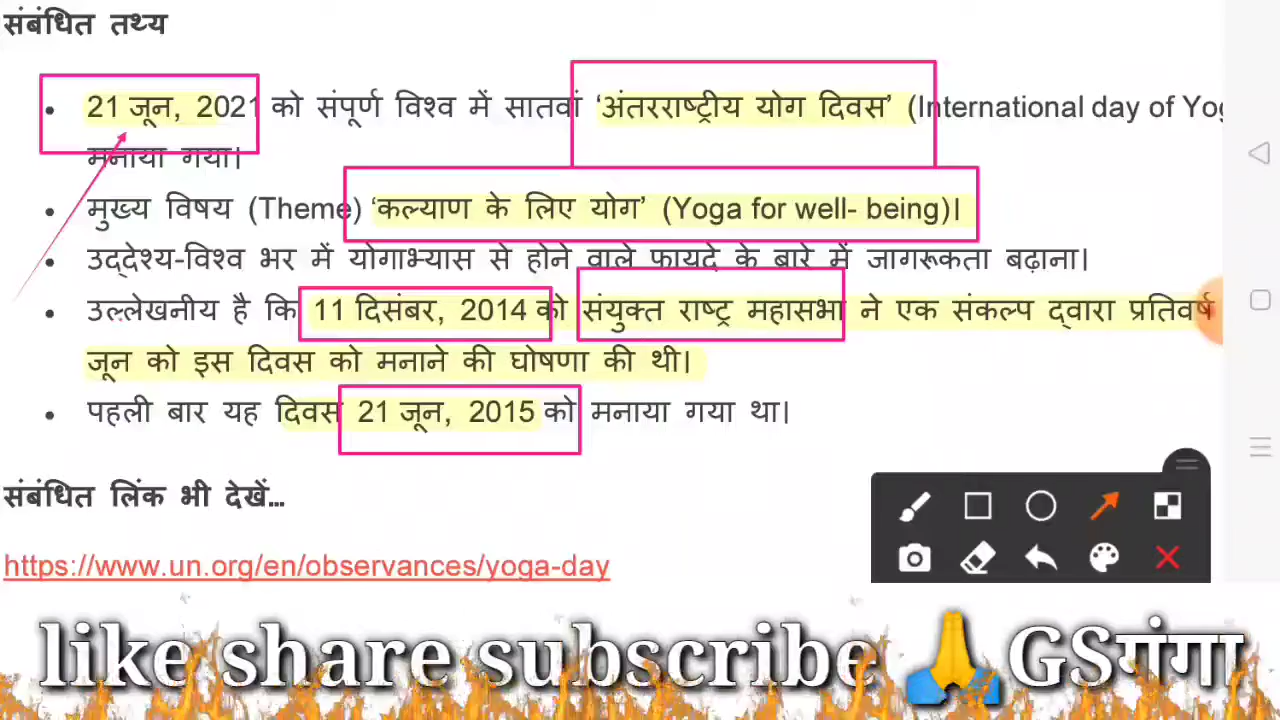 संबंधित तथ्य
• 21 जून, 2021 को संपूर्ण विश्व में सातवां ‘अंतरराष्ट्रीय योग दिवस’ (International day of
मनाया गया।
• मुख्य विषय (Theme) ‘कल्याण के लिए योग’ (Yoga for well- being)।
• उद्देश्य-विश्व भर में योगाभ्यास से होने वाले फायदे के बारे में जागरूकता बढ़ाना।
• उल्लेखनीय है कि 11 दिसंबर, 2014 को संयुक्त राष्ट्र महासभा ने एक संकल्प द्वारा प्रतिवर्ष
जून को इस दिवस को मनाने की घोषणा की थी।
• पहली बार यह दिवस 21 जून, 2015 को मनाया गया था।
संबंधित लिंक भी देखें...
https://www.un.org/en/observances/yoga-day
like share subscribe 🙏 GSगंगा